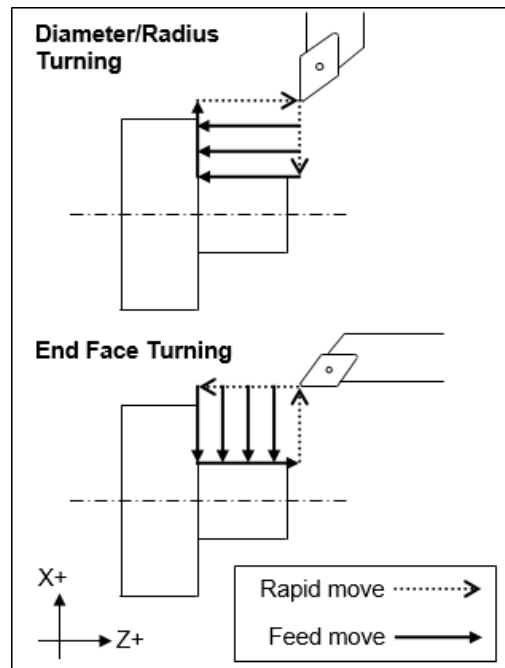 Diameter/Radius
Turning
End Face Turning
X+
Z+
Rapid move
Feed move